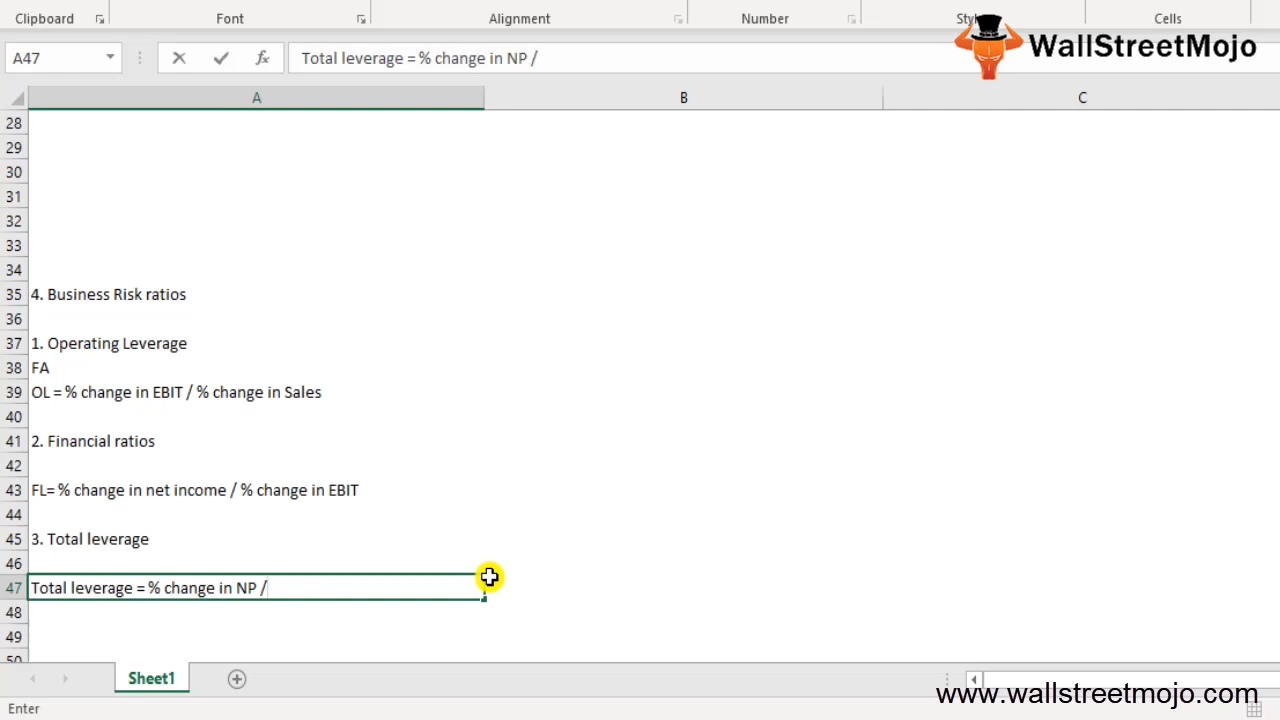 Clipboard Font Alignment Number Cells
WallStreetMojo
A47 fx Total leverage = % change in NP /
A B C
28
29
30
31
32
33
34
35 4. Business Risk ratios
36
37 1. Operating Leverage
38 FA
39 OL = % change in EBIT / % change in Sales
40
41 2. Financial ratios
42
43 FL= % change in net income / % change in EBIT
44
45 3. Total leverage
46
47 Total leverage = % change in NP /
48
49
50
Sheet1
www.wallstreetmojo.com
Enter